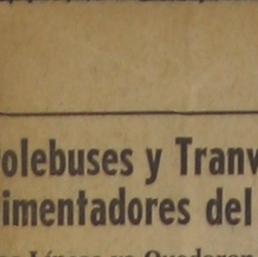 olebuses y Tranv
imentadores del